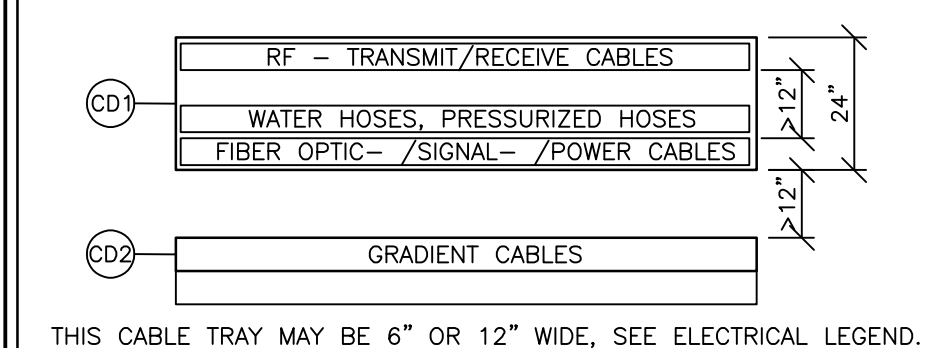 RF – TRANSMIT/RECEIVE CABLES
CD1
>12"
24"
WATER HOSES, PRESSURIZED HOSES
FIBER OPTIC– /SIGNAL– /POWER CABLES
>12"
CD2
GRADIENT CABLES
THIS CABLE TRAY MAY BE 6" OR 12" WIDE, SEE ELECTRICAL LEGEND.